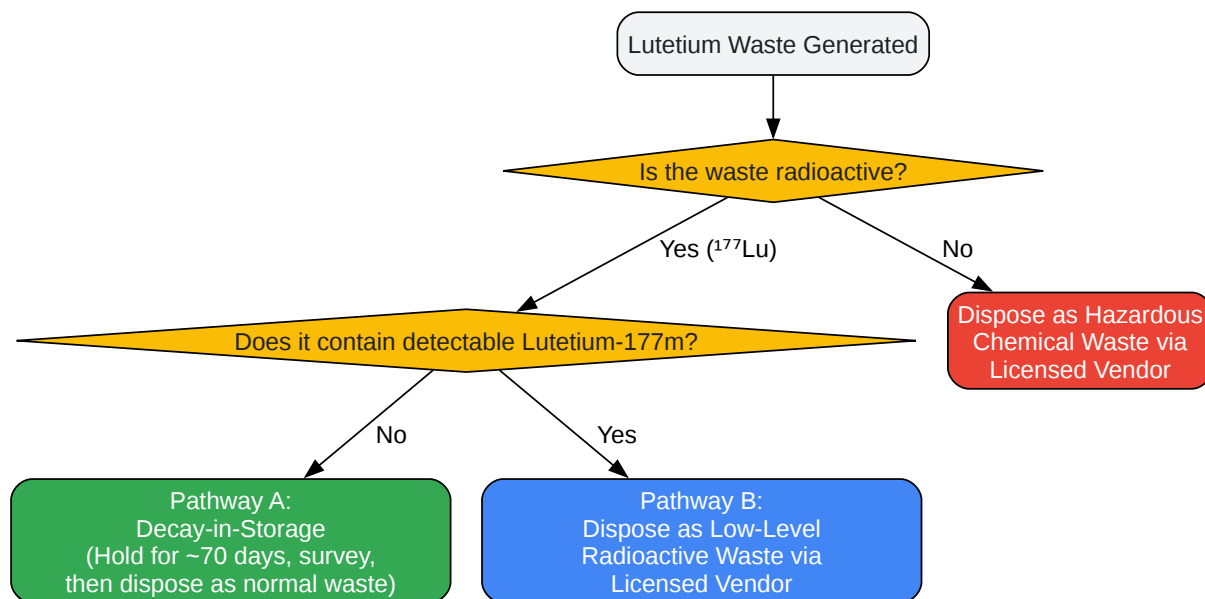 Lutetium Waste Generated
Is the waste radioactive?
Yes (¹⁷⁷Lu)
No
Does it contain detectable Lutetium-177m?
Dispose as Hazardous
Chemical Waste via
Licensed Vendor
No
Yes
Pathway A:
Decay-in-Storage
(Hold for ~70 days, survey,
then dispose as normal waste)
Pathway B:
Dispose as Low-Level
Radioactive Waste via
Licensed Vendor